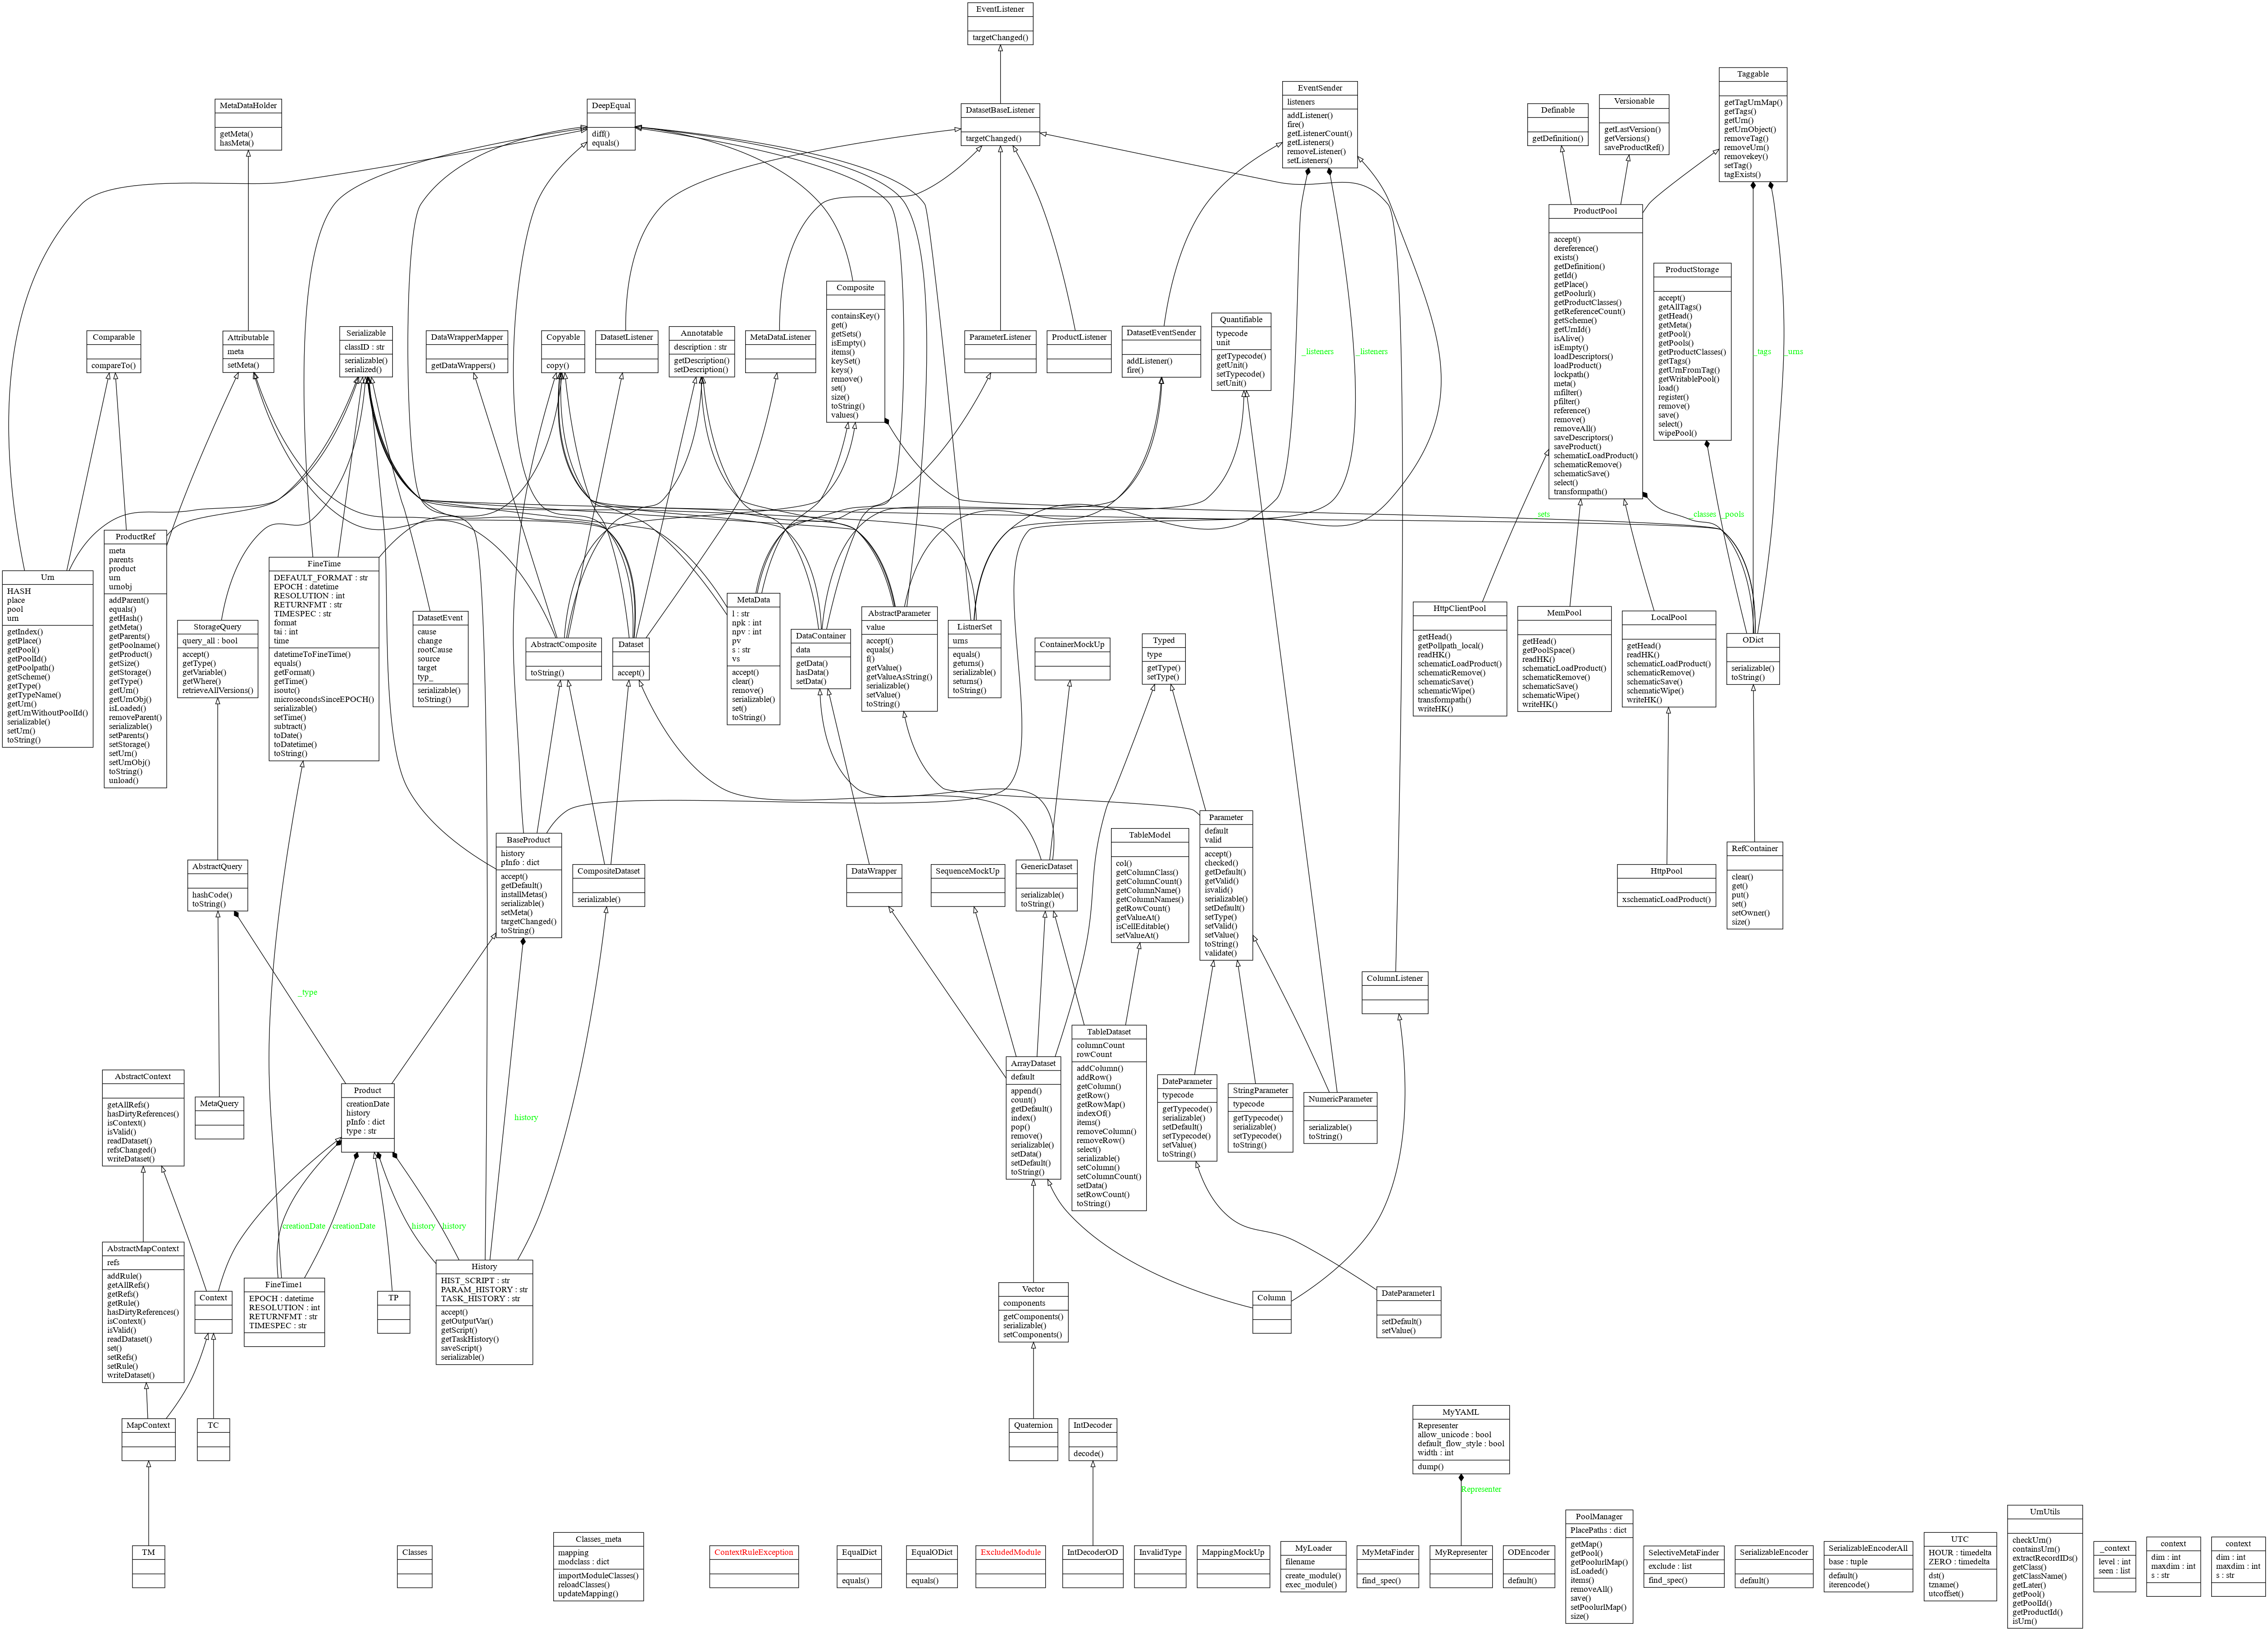 EventListener
targetChanged()
MetaDataHolder
getMeta()
hasMeta()
DeepEqual
diff()
equals()
DatasetBaseListener
targetChanged()
EventSender
listeners
addListener()
fire()
getListenerCount()
getListeners()
removeListener()
setListeners()
Definable
getDefinition()
Versionable
getLastVersion()
getVersions()
saveProductRef()
Taggable
getTagUrnMap()
getTags()
getUrn()
getUrnObject()
removeTag()
removeUrn()
removekey()
setTag()
tagExists()
Comparable
compareTo()
Attributable
meta
setMeta()
Serializable
classID : str
serializable()
serialized()
DataWrapperMapper
getDataWrappers()
Copyable
copy()
DatasetListener
Annotatable
description : str
getDescription()
setDescription()
MetaDataListener
Composite
containsKey()
get()
getSets()
isEmpty()
items()
keySet()
keys()
remove()
set()
size()
toString()
values()
ParameterListener
ProductListener
DatasetEventSender
addListener()
fire()
Quantifiable
typecode
unit
getTypecode()
getUnit()
setTypecode()
setUnit()
_listeners
_listeners
ProductPool
accept()
dereference()
exists()
getDefinition()
getId()
getPlace()
getPoolurl()
getProductClasses()
getReferenceCount()
getScheme()
getUrnId()
isAlive()
isEmpty()
loadDescriptors()
loadProduct()
lockpath()
meta()
mfilter()
pfilter()
reference()
remove()
removeAll()
saveDescriptors()
saveProduct()
schematicLoadProduct()
schematicRemove()
schematicSave()
select()
transformpath()
ProductStorage
accept()
getAllTags()
getHead()
getMeta()
getPool()
getPools()
getProductClasses()
getTags()
getUrnFromTag()
getWritablePool()
load()
register()
remove()
save()
select()
wipePool()
_tags
_urns
_sets
_classes
_pools
Urn
HASH
place
pool
urn
getIndex()
getPlace()
getPool()
getPoolId()
getPoolpath()
getScheme()
getType()
getTypeName()
getUrn()
getUrnWithoutPoolId()
serializable()
setUrn()
toString()
ProductRef
meta
parents
product
urn
urnobj
addParent()
equals()
getHash()
getMeta()
getParents()
getPoolname()
getProduct()
getSize()
getStorage()
getType()
getUrn()
getUrnObj()
isLoaded()
removeParent()
serializable()
setParents()
setStorage()
setUrn()
setUrnObj()
toString()
unload()
StorageQuery
query_all : bool
accept()
getType()
getVariable()
getWhere()
retrieveAllVersions()
FineTime
DEFAULT_FORMAT : str
EPOCH : datetime
RESOLUTION : int
RETURNFMT : str
TIMESPEC : str
format
tai : int
time
datetimeToFineTime()
equals()
getFormat()
getTime()
isoutc()
microsecondsSinceEPOCH()
serializable()
setTime()
subtract()
toDate()
toDatetime()
toString()
DatasetEvent
cause
change
rootCause
source
target
typ_
serializable()
toString()
AbstractComposite
toString()
Dataset
accept()
MetaData
l : str
npk : int
npv : int
pv
s : str
vs
accept()
clear()
remove()
serializable()
set()
toString()
DataContainer
data
getData()
hasData()
setData()
AbstractParameter
value
accept()
equals()
f()
getValue()
getValueAsString()
serializable()
setValue()
toString()
ListnerSet
urns
equals()
geturns()
serializable()
seturns()
toString()
ContainerMockUp
Typed
type
getType()
setType()
HttpClientPool
getHead()
getPollpath_local()
readHK()
schematicLoadProduct()
schematicRemove()
schematicSave()
schematicWipe()
transformpath()
writeHK()
MemPool
getHead()
getPoolSpace()
readHK()
schematicLoadProduct()
schematicRemove()
schematicSave()
schematicWipe()
writeHK()
LocalPool
getHead()
readHK()
schematicLoadProduct()
schematicRemove()
schematicSave()
schematicWipe()
writeHK()
ODict
serializable()
toString()
AbstractQuery
hashCode()
toString()
BaseProduct
history
pInfo : dict
accept()
getDefault()
installMetas()
serializable()
setMeta()
targetChanged()
toString()
CompositeDataset
serializable()
DataWrapper
SequenceMockUp
GenericDataset
serializable()
toString()
TableModel
col()
getColumnClass()
getColumnCount()
getColumnName()
getColumnNames()
getRowCount()
getValueAt()
isCellEditable()
setValueAt()
Parameter
default
valid
accept()
checked()
getDefault()
getValid()
isvalid()
serializable()
setDefault()
setType()
setValid()
setValue()
toString()
validate()
HttpPool
xschematicLoadProduct()
RefContainer
clear()
get()
put()
set()
setOwner()
size()
_type
ColumnListener
AbstractContext
getAllRefs()
hasDirtyReferences()
isContext()
isValid()
readDataset()
refsChanged()
writeDataset()
MetaQuery
Product
creationDate
history
pInfo : dict
type : str
history
ArrayDataset
default
append()
count()
getDefault()
index()
pop()
remove()
serializable()
setData()
setDefault()
toString()
TableDataset
columnCount
rowCount
addColumn()
addRow()
getColumn()
getRow()
getRowMap()
indexOf()
items()
removeColumn()
removeRow()
select()
serializable()
setColumn()
setColumnCount()
setData()
setRowCount()
toString()
DateParameter
typecode
getTypecode()
serializable()
setDefault()
setTypecode()
setValue()
toString()
StringParameter
typecode
getTypecode()
serializable()
setTypecode()
toString()
NumericParameter
serializable()
toString()
creationDate
creationDate
history
history
AbstractMapContext
refs
addRule()
getAllRefs()
getRefs()
getRule()
hasDirtyReferences()
isContext()
isValid()
readDataset()
set()
setRefs()
setRule()
writeDataset()
Context
FineTime1
EPOCH : datetime
RESOLUTION : int
RETURNFMT : str
TIMESPEC : str
TP
History
HIST_SCRIPT : str
PARAM_HISTORY : str
TASK_HISTORY : str
accept()
getOutputVar()
getScript()
getTaskHistory()
saveScript()
serializable()
Vector
components
getComponents()
serializable()
setComponents()
Column
DateParameter1
setDefault()
setValue()
MapContext
TC
Quaternion
IntDecoder
decode()
MyYAML
Representer
allow_unicode : bool
default_flow_style : bool
width : int
dump()
Representer
TM
Classes
Classes_meta
mapping
modclass : dict
importModuleClasses()
reloadClasses()
updateMapping()
ContextRuleException
EqualDict
equals()
EqualODict
equals()
ExcludedModule
IntDecoderOD
InvalidType
MappingMockUp
MyLoader
filename
create_module()
exec_module()
MyMetaFinder
find_spec()
MyRepresenter
ODEncoder
default()
PoolManager
PlacePaths : dict
getMap()
getPool()
getPoolurlMap()
isLoaded()
items()
removeAll()
save()
setPoolurlMap()
size()
SelectiveMetaFinder
exclude : list
find_spec()
SerializableEncoder
default()
SerializableEncoderAll
base : tuple
default()
iterencode()
UTC
HOUR : timedelta
ZERO : timedelta
dst()
tzname()
utcoffset()
UrnUtils
checkUrn()
containsUrn()
extractRecordIDs()
getClass()
getClassName()
getLater()
getPool()
getPoolId()
getProductId()
isUrn()
_context
level : int
seen : list
context
dim : int
maxdim : int
s : str
context
dim : int
maxdim : int
s : str